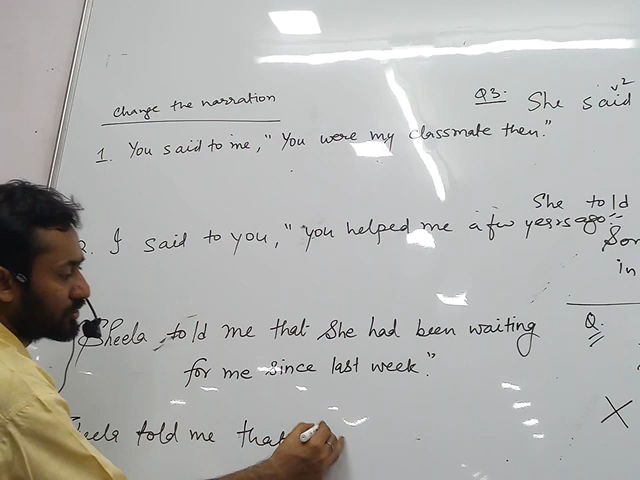 Change the narration
1. You said to me, "You were my classmate then."
2. I said to you, "you helped me a few years ago."
Sheela told me that she had been waiting
for me since last week."
told me that
Q3. She said
v2
She told
in
Q.
X